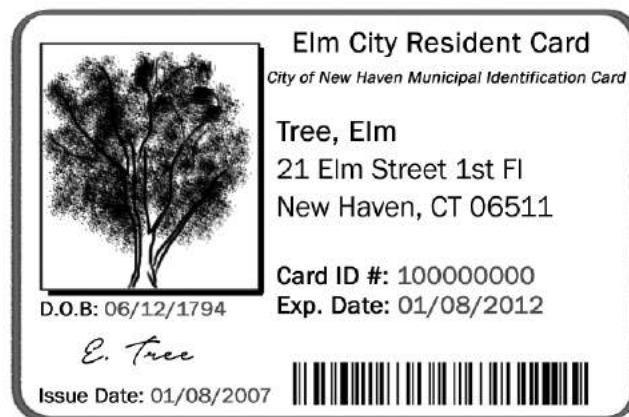 Elm City Resident Card
City of New Haven Municipal Identification Card
Tree, Elm
21 Elm Street 1st Fl
New Haven, CT 06511
Card ID #: 100000000
Exp. Date: 01/08/2012
D.O.B: 06/12/1794
E. Tree
Issue Date: 01/08/2007